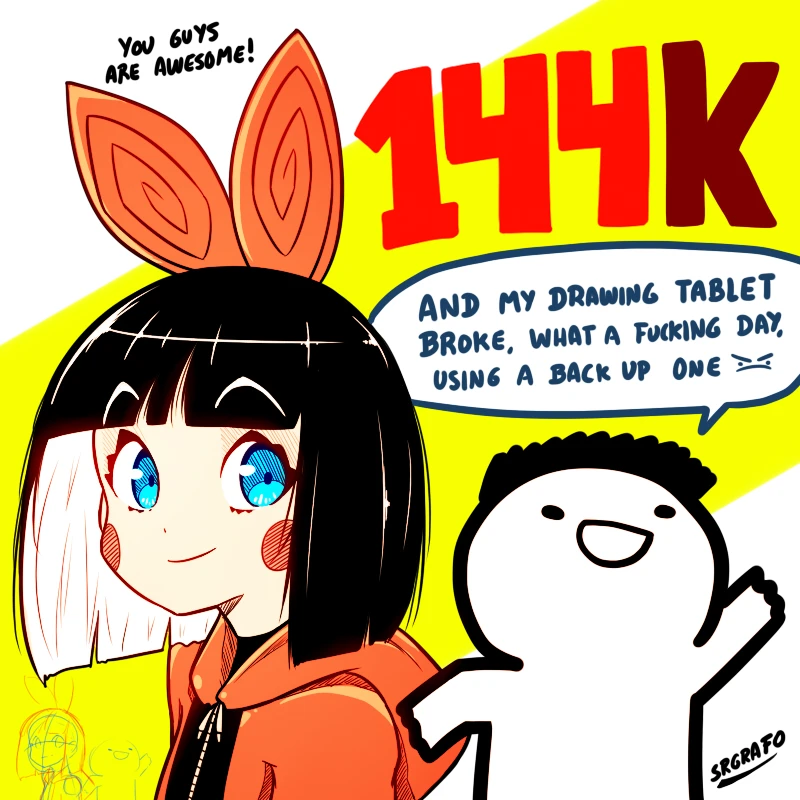 YOU GUYS
ARE AWESOME!
144K
AND MY DRAWING TABLET
BROKE, WHAT A FUCKING DAY,
USING A BACK UP ONE
SRGRAFO